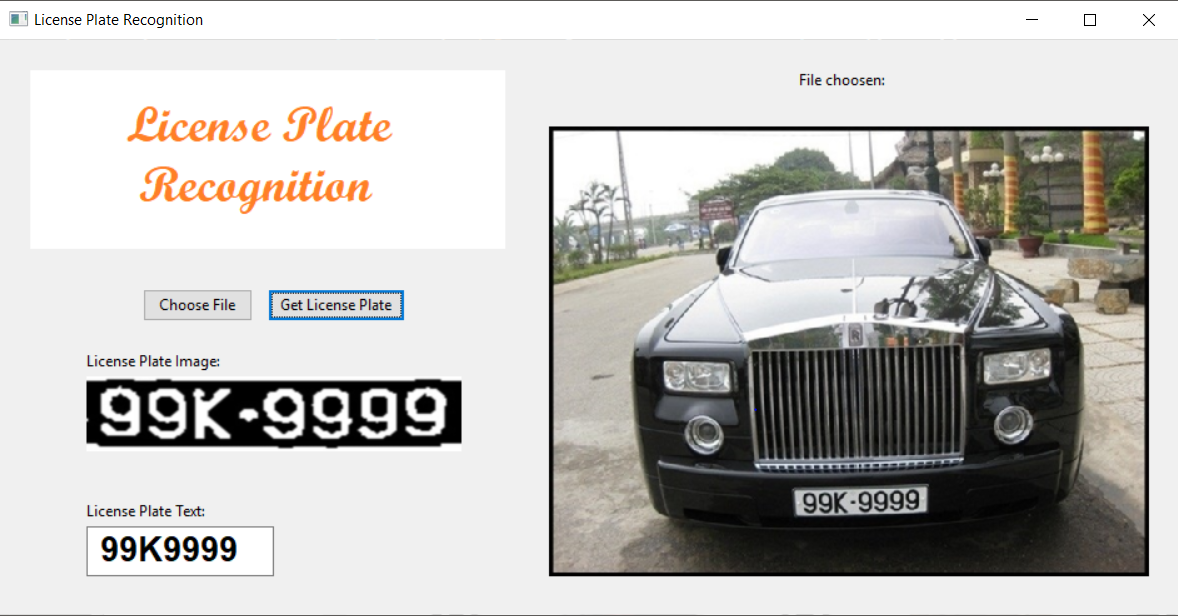 License Plate Recognition
License Plate
Recognition
Choose File
Get License Plate
License Plate Image:
99K-9999
License Plate Text:
99K9999
File choosen:
R
99K-9999